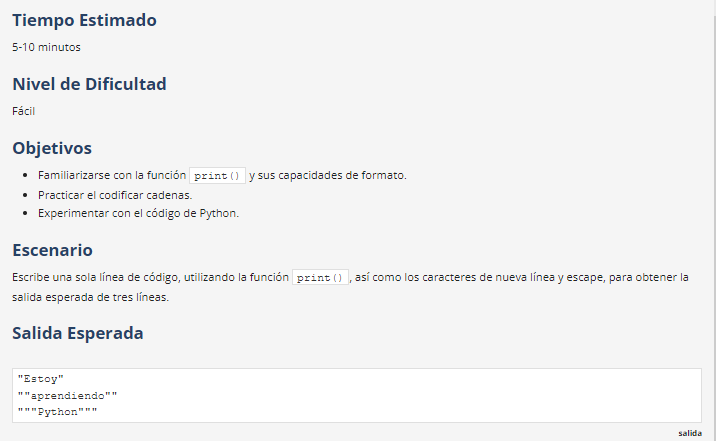 Tiempo Estimado
5-10 minutos
Nivel de Dificultad
Fácil
Objetivos
• Familiarizarse con la función print() y sus capacidades de formato.
• Practicar el codificar cadenas.
• Experimentar con el código de Python.
Escenario
Escribe una sola línea de código, utilizando la función print() , así como los caracteres de nueva línea y escape, para obtener la
salida esperada de tres líneas.
Salida Esperada
"Estoy"
""aprendiendo""
"""Python"""
salida